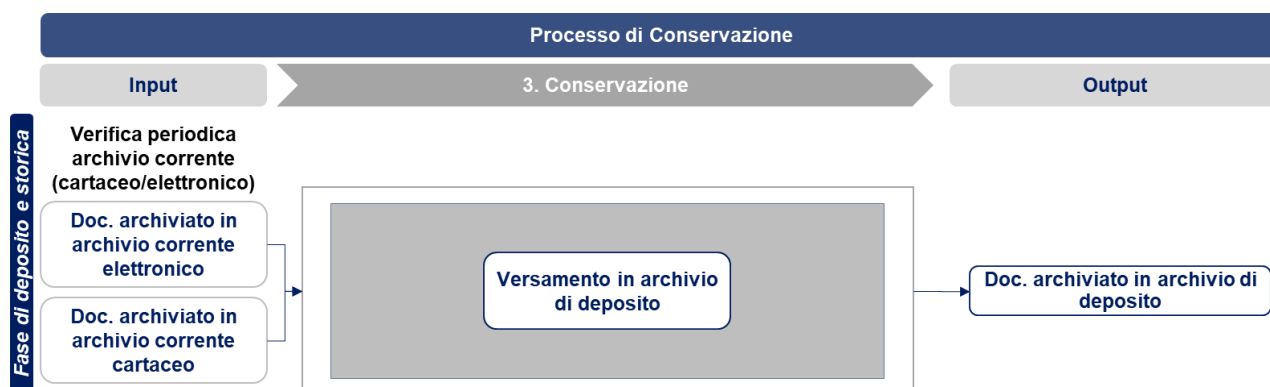 Processo di Conservazione
Input
3. Conservazione
Output
Fase di deposito e storica
Verifica periodica
archivio corrente
(cartaceo/elettronico)
Doc. archiviato in
archivio corrente
elettronico
Doc. archiviato in
archivio corrente
cartaceo
Versamento in archivio
di deposito
Doc. archiviato in archivio di
deposito